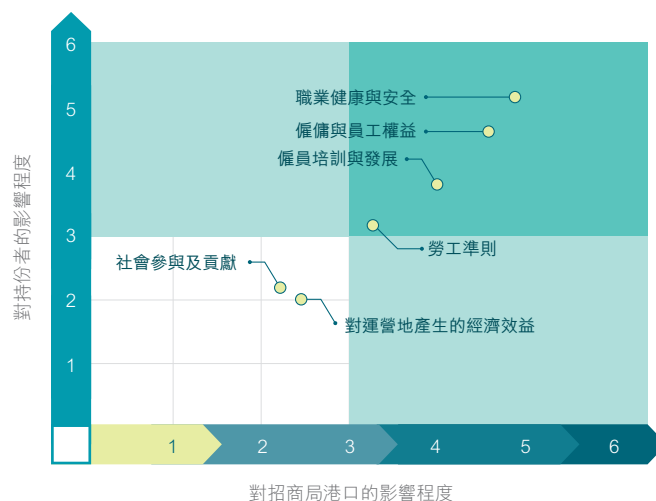 6
5
4
3
2
1
對持份者的影響程度
職業健康與安全
僱傭與員工權益
僱員培訓與發展
勞工準則
社會參與及貢獻
對運營地產生的經濟效益
1 2 3 4 5 6
對招商局港口的影響程度